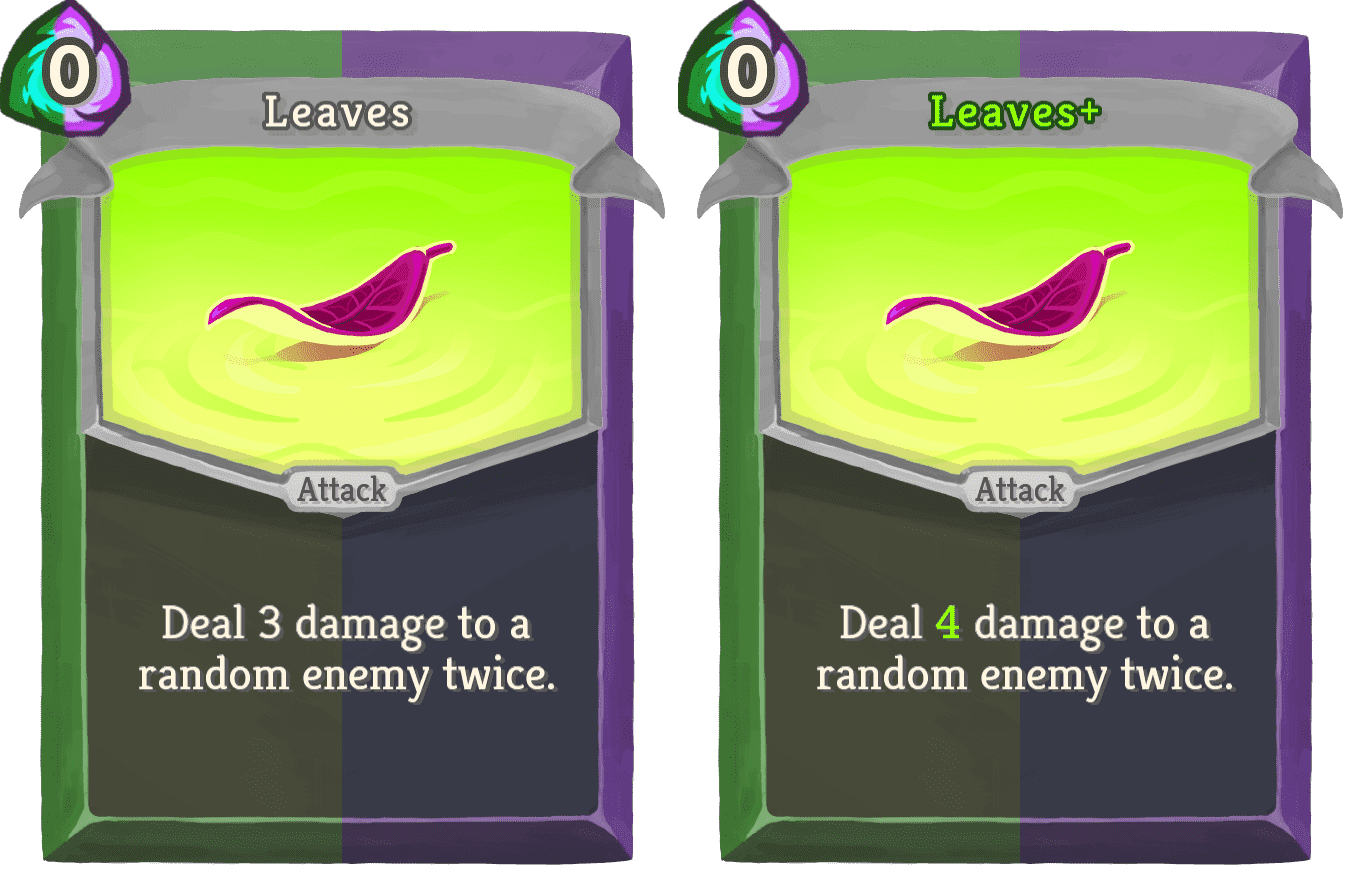 0
Leaves
Attack
Deal 3 damage to a
random enemy twice.
0
Leaves+
Attack
Deal 4 damage to a
random enemy twice.